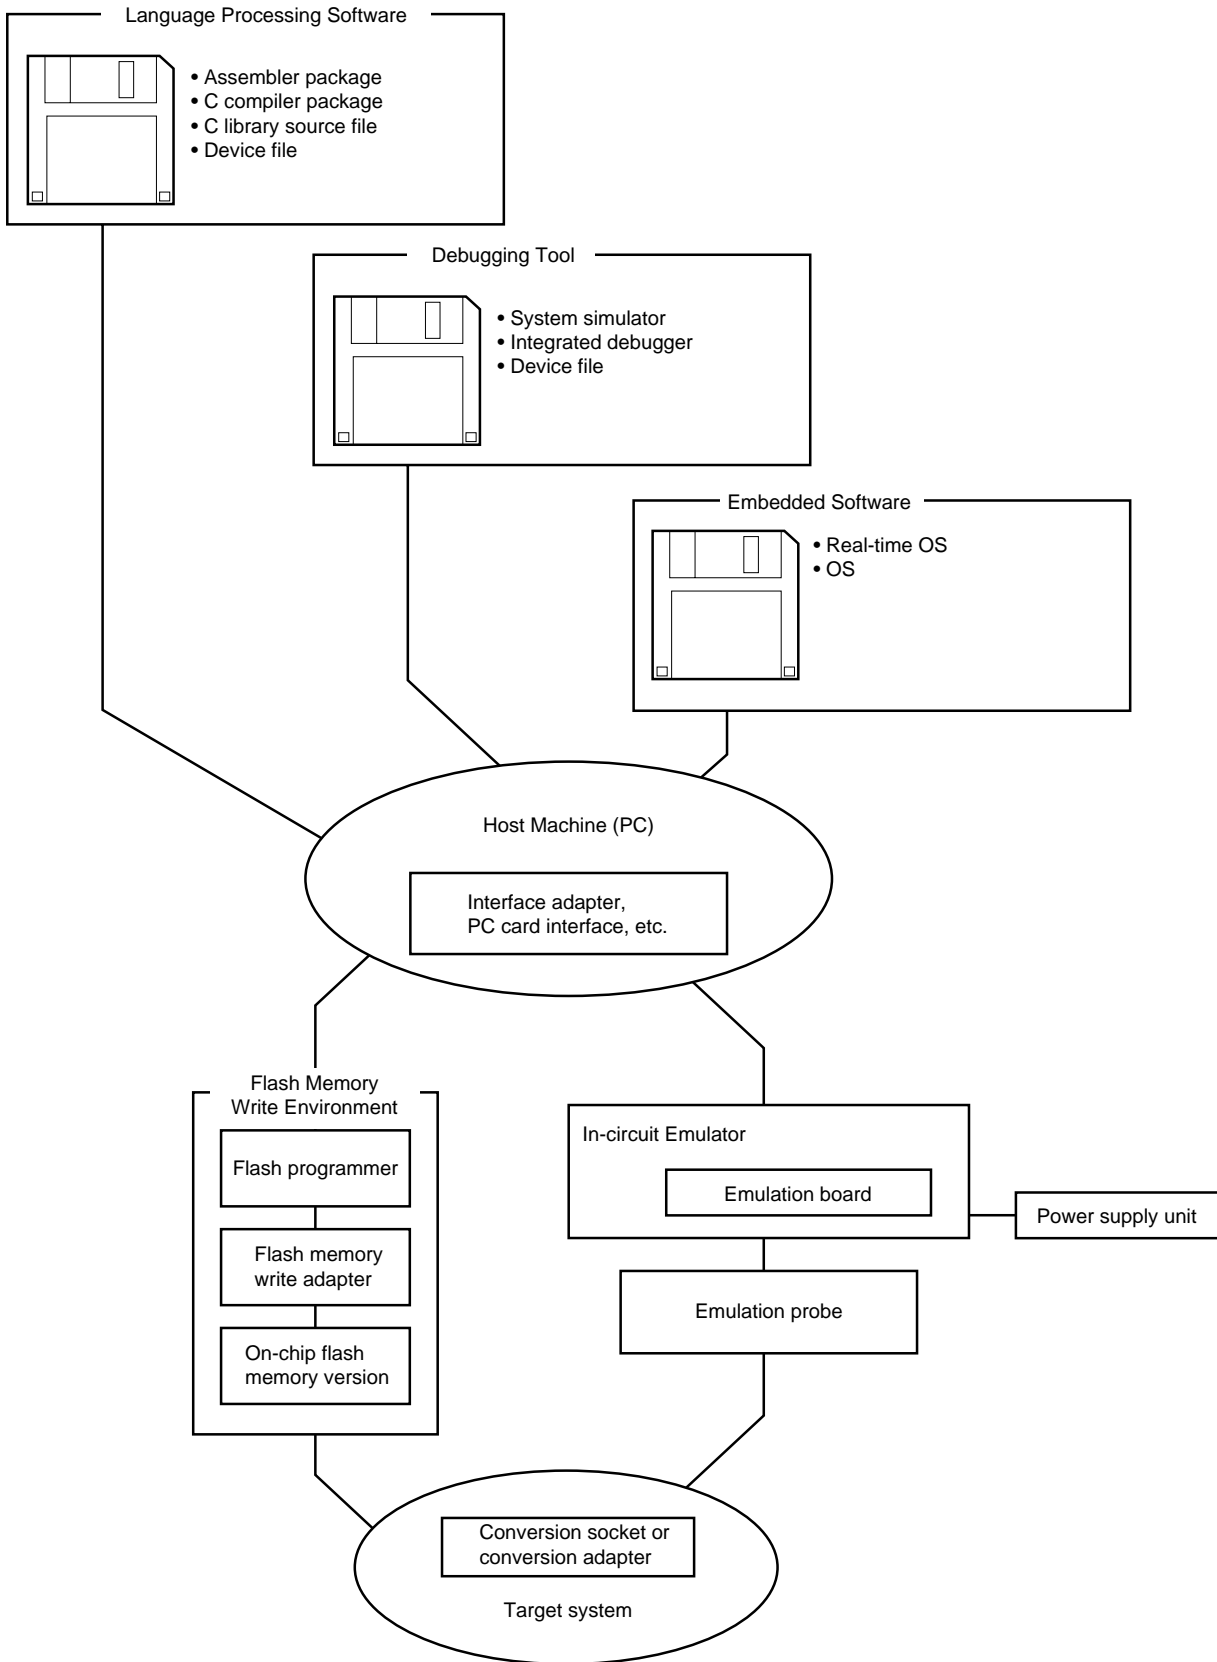 Language Processing Software
• Assembler package
• C compiler package
• C library source file
• Device file
Debugging Tool
• System simulator
• Integrated debugger
• Device file
Embedded Software
• Real-time OS
• OS
Host Machine (PC)
Interface adapter,
PC card interface, etc.
Flash Memory
Write Environment
Flash programmer
Flash memory
write adapter
On-chip flash
memory version
In-circuit Emulator
Emulation board
Power supply unit
Emulation probe
Conversion socket or
conversion adapter
Target system